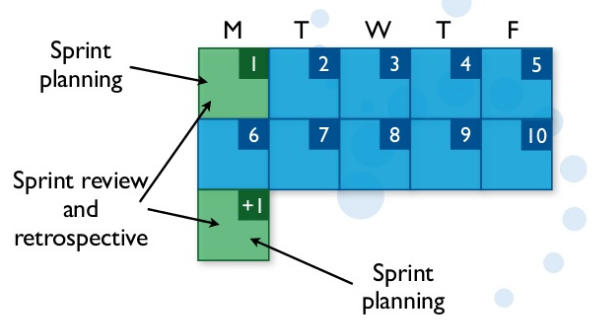 M T W T F
Sprint
planning
1 2 3 4 5
6 7 8 9 10
Sprint review
and
retrospective
+1
Sprint
planning